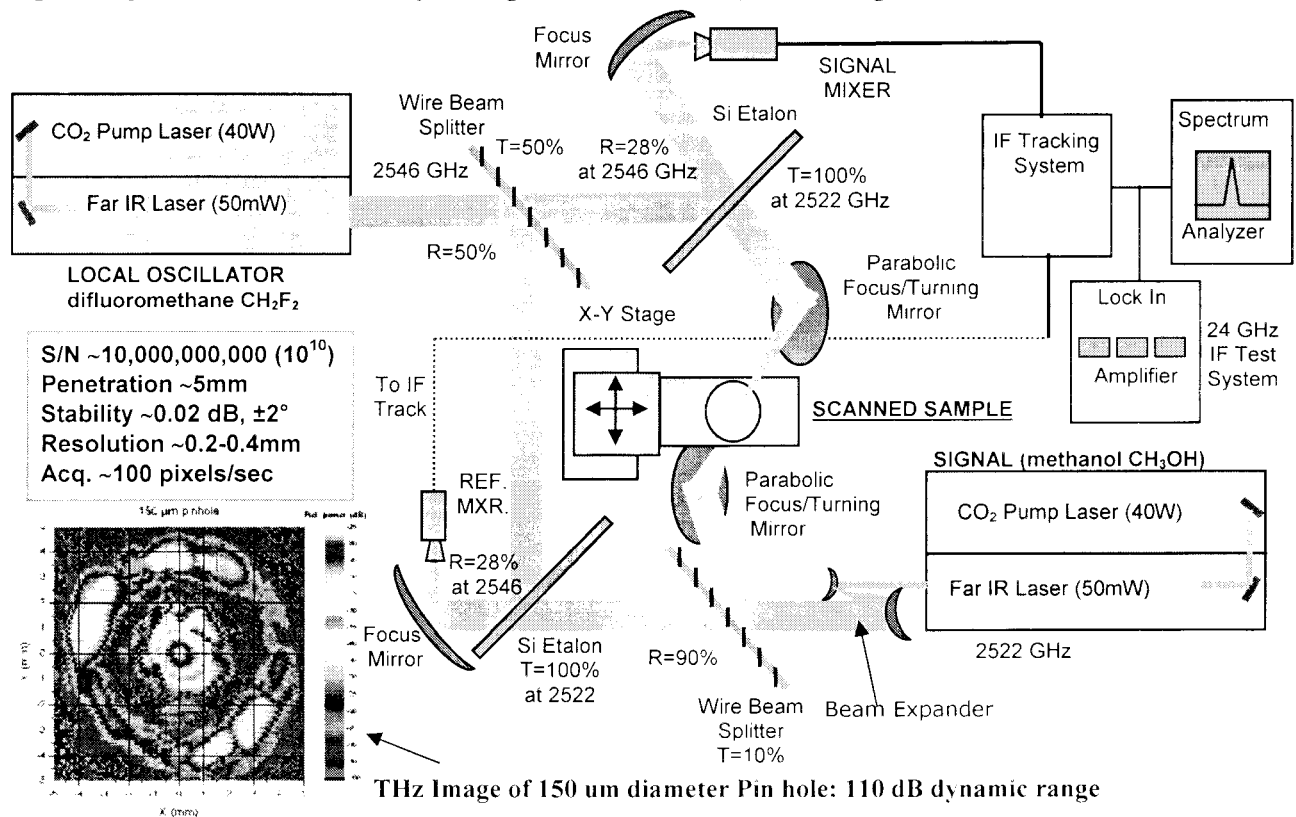 Focus
Mirror
SIGNAL
MIXER
Wire Beam
Splitter
T=50%
2546 GHz
R=28%
at 2546 GHz
Si Etalon
T=100%
at 2522 GHz
IF Tracking
System
Spectrum
Analyzer
CO₂ Pump Laser (40W)
Far IR Laser (50mW)
R=50%
LOCAL OSCILLATOR
difluoromethane CH₂F₂
Parabolic
Focus/Turning
Mirror
X-Y Stage
Lock In
Amplifier
24 GHz
IF Test
System
S/N ~10,000,000,000 (10¹⁰)
Penetration ~5mm
Stability ~0.02 dB, ±2°
Resolution ~0.2-0.4mm
Acq. ~100 pixels/sec
To IF
Track
SCANNED SAMPLE
REF.
MXR.
Parabolic
Focus/Turning
Mirror
SIGNAL (methanol CH₃OH)
CO₂ Pump Laser (40W)
Far IR Laser (50mW)
2522 GHz
R=28%
at 2546
Focus
Mirror
Si Etalon
T=100%
at 2522
R=90%
Wire Beam
Splitter
T=10%
Beam Expander
pinhole
X (mm)
THz Image of 150 um diameter Pin hole: 110 dB dynamic range